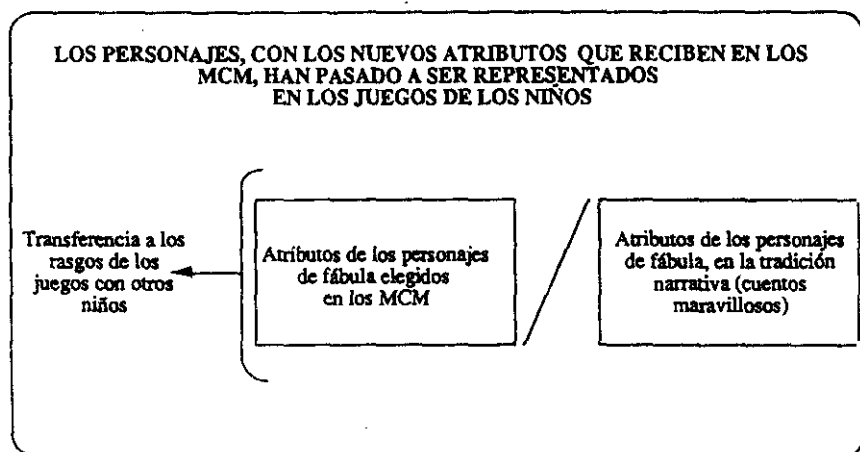 LOS PERSONAJES, CON LOS NUEVOS ATRIBUTOS QUE RECIBEN EN LOS
MCM, HAN PASADO A SER REPRESENTADOS
EN LOS JUEGOS DE LOS NIÑOS
Transferencia a los
rasgos de los
juegos con otros
niños
Atributos de los personajes
de fábula elegidos
en los MCM
Atributos de los personajes
de fábula, en la tradición
narrativa (cuentos
maravillosos)